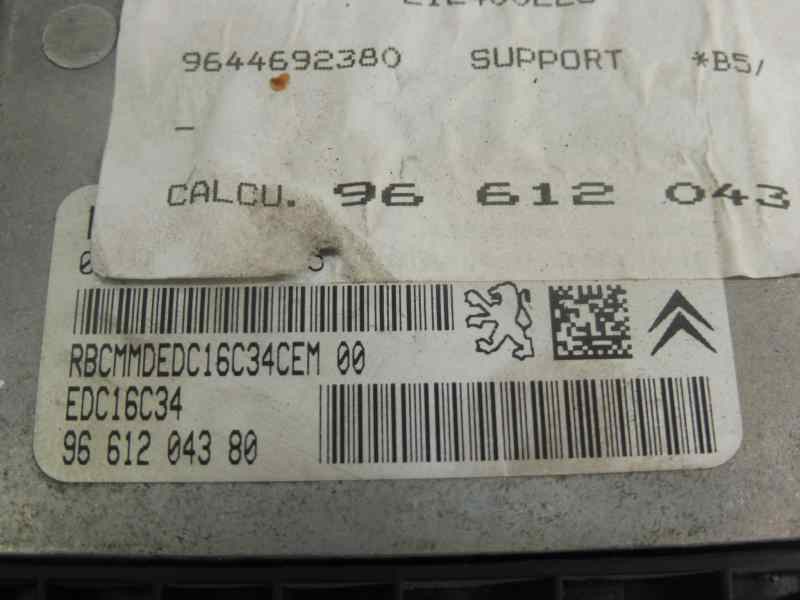 9644692380 SUPPORT *B5/
-
CALCU. 96 612 043
RBCMMDEDC16C34CEM 00
EDC16C34
96 612 043 80